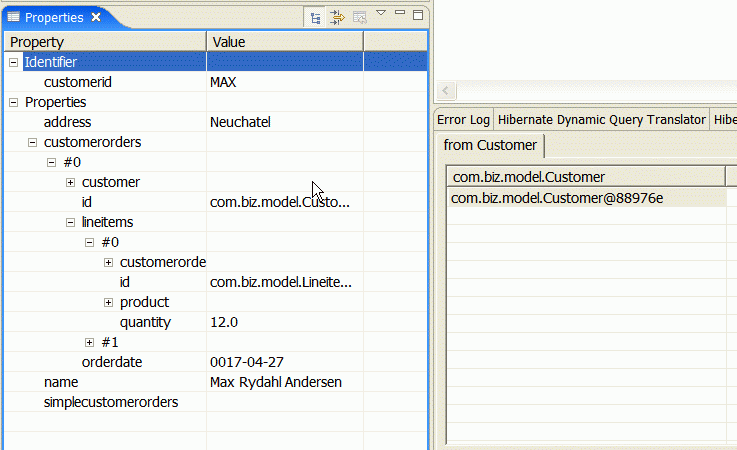 Properties
Property Value
Identifier
customerid MAX
Properties
address Neuchatel
customerorders
#0
customer
id com.biz.model.Custo...
lineitems
#0
customerorde
id com.biz.model.Lineite...
product
quantity 12.0
#1
orderdate 0017-04-27
name Max Rydahl Andersen
simplecustomerorders
Error Log Hibernate Dynamic Query Translator Hibe
from Customer
com.biz.model.Customer
com.biz.model.Customer@88976e